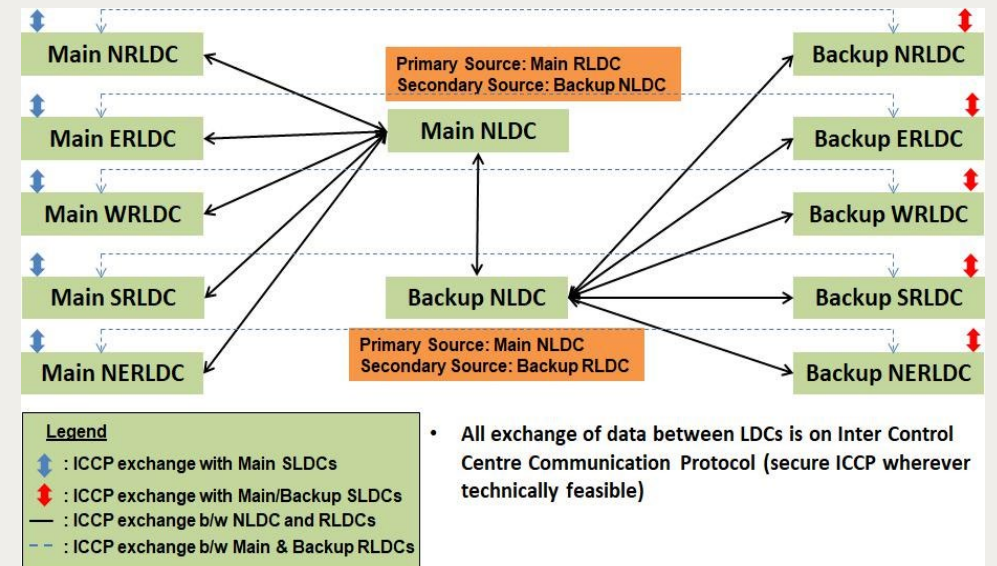 Main NRLDC
Primary Source: Main RLDC
Secondary Source: Backup NLDC
Backup NRLDC
Main ERLDC
Main NLDC
Backup ERLDC
Main WRLDC
Backup WRLDC
Main SRLDC
Backup NLDC
Backup SRLDC
Primary Source: Main NLDC
Secondary Source: Backup RLDC
Main NERLDC
Backup NERLDC
Legend
: ICCP exchange with Main SLDCs
: ICCP exchange with Main/Backup SLDCs
: ICCP exchange b/w NLDC and RLDCs
: ICCP exchange b/w Main & Backup RLDCs
• All exchange of data between LDCs is on Inter Control
Centre Communication Protocol (secure ICCP wherever
technically feasible)